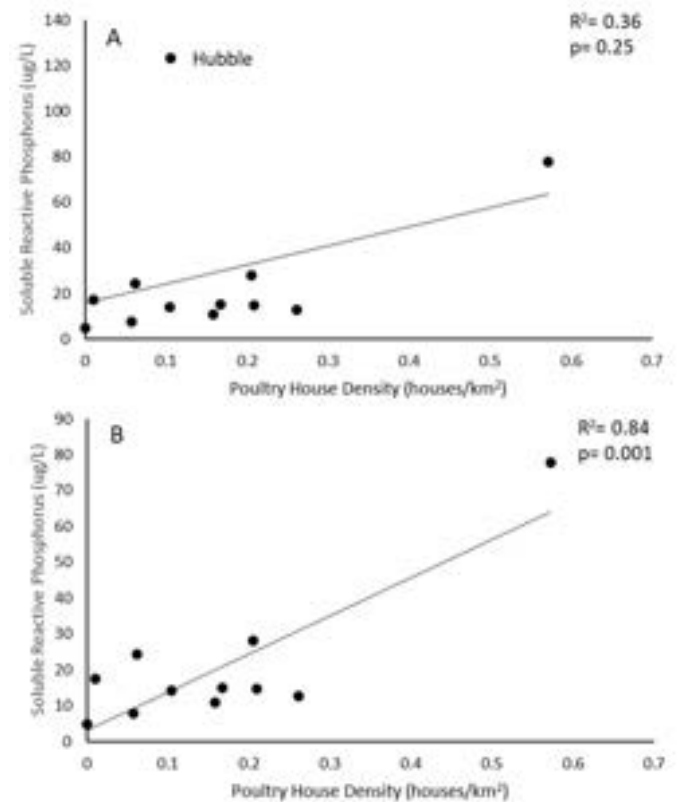 A
R²= 0.36
p= 0.25
Hubble
Soluble Reactive Phosphorus (ug/L)
140
120
100
80
60
40
20
0
0 0.1 0.2 0.3 0.4 0.5 0.6 0.7
Poultry House Density (houses/km²)
B
R²= 0.84
p= 0.001
Soluble Reactive Phosphorus (ug/L)
90
80
70
60
50
40
30
20
10
0
0 0.1 0.2 0.3 0.4 0.5 0.6 0.7
Poultry House Density (houses/km²)